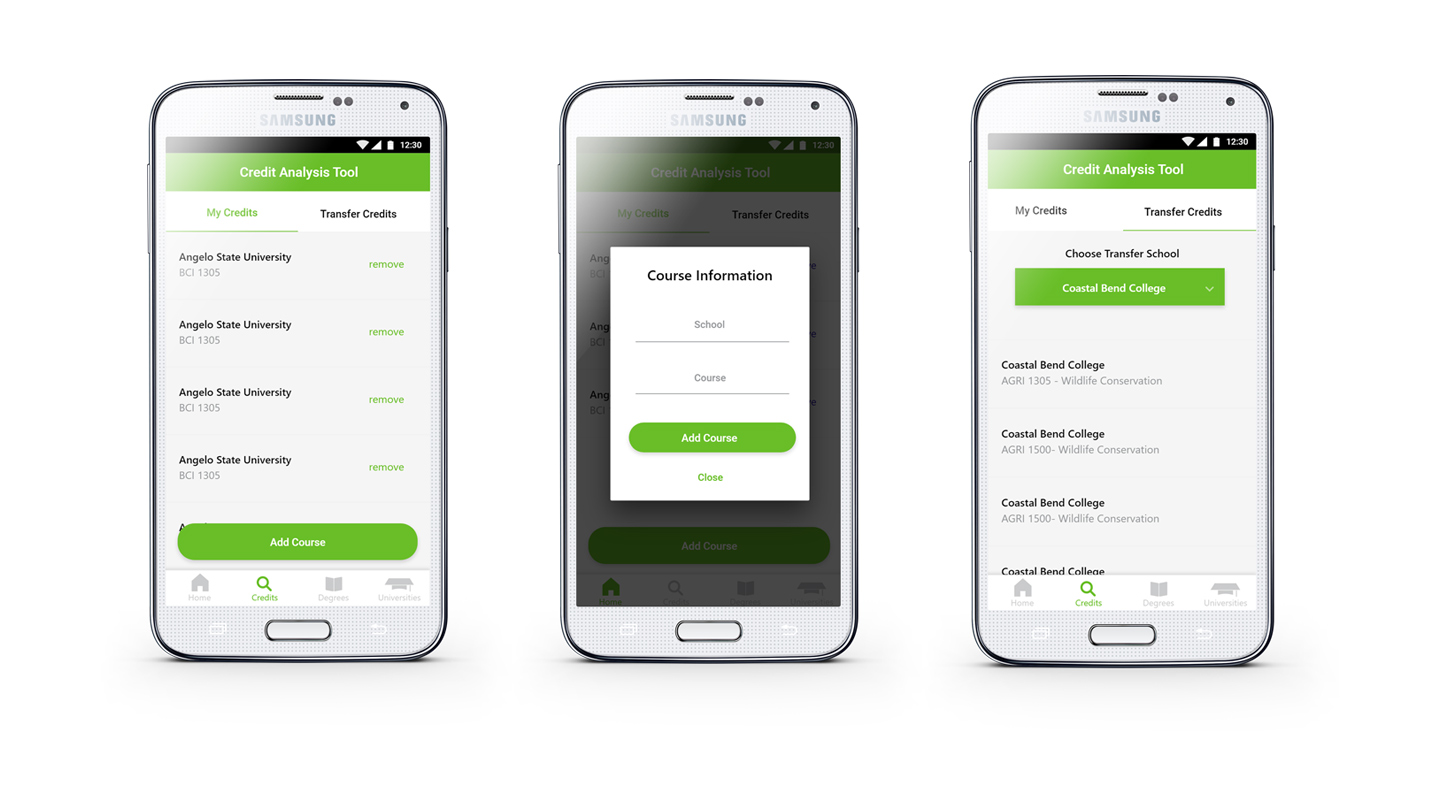 SAMSUNG
12:30
Credit Analysis Tool
My Credits
Transfer Credits
Angelo State University
remove
BCI 1305
Angelo State University
remove
BCI 1305
Angelo State University
remove
BCI 1305
Angelo State University
remove
BCI 1305
Add Course
Home
Credits
Degrees
Universities
SAMSUNG
12:30
Credit Analysis Tool
My Credits
Transfer Credits
Ang
BCI
Ang
BCI
Ang
BCI
Course Information
School
Course
Add Course
Close
Add Course
Home
Credits
Degrees
Universities
SAMSUNG
12:30
Credit Analysis Tool
My Credits
Transfer Credits
Choose Transfer School
Coastal Bend College
Coastal Bend College
AGRI 1305 - Wildlife Conservation
Coastal Bend College
AGRI 1500- Wildlife Conservation
Coastal Bend College
AGRI 1500- Wildlife Conservation
Coastal Bend College
Home
Credits
Degrees
Universities